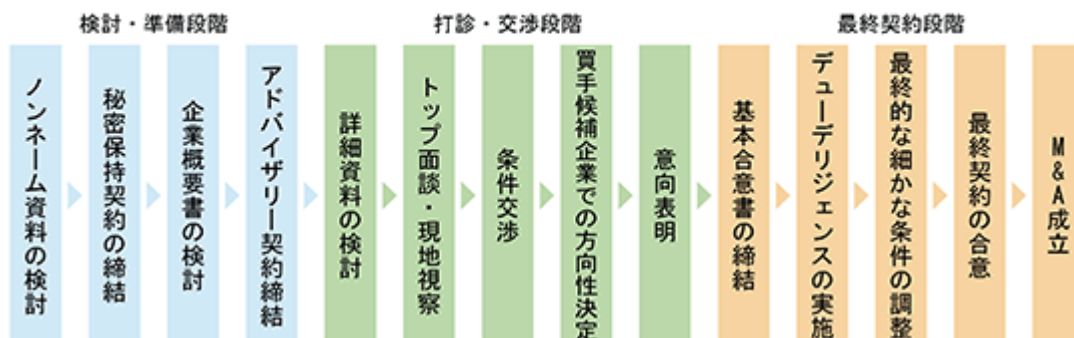 検討・準備段階
打診・交渉段階
最終契約段階
ノンネーム資料の検討
秘密保持契約の締結
企業概要書の検討
アドバイザリー契約締結
詳細資料の検討
トップ面談・現地視察
条件交渉
買手候補企業での方向性決定
意向表明
基本合意書の締結
デューデリジェンスの実施
最終的な細かな条件の調整
最終契約の合意
M&A成立